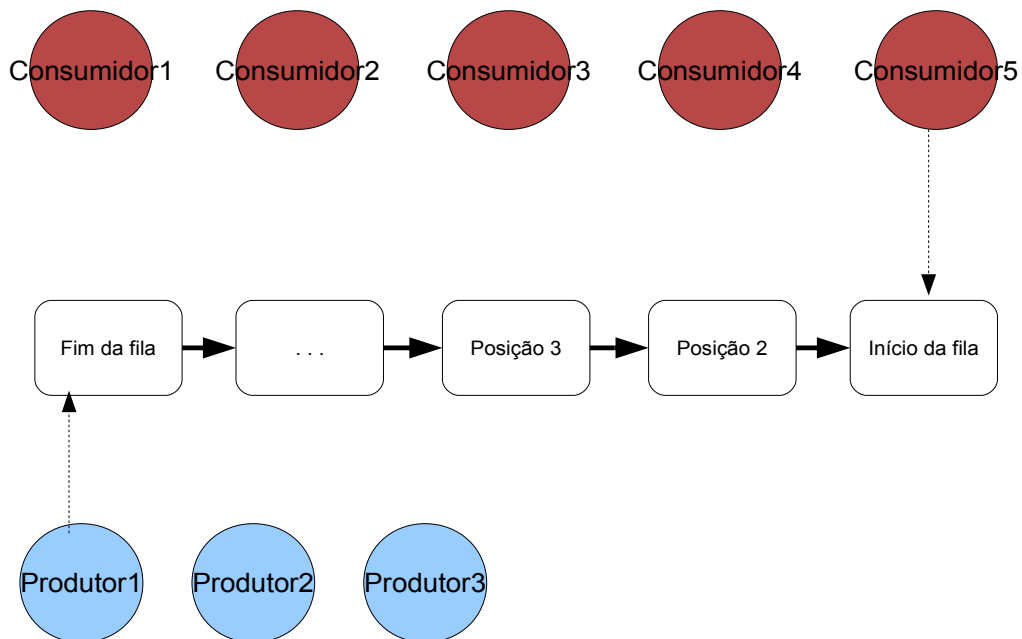 Consumidor1
Consumidor2
Consumidor3
Consumidor4
Consumidor5
Fim da fila
. . .
Posição 3
Posição 2
Início da fila
Produtor1
Produtor2
Produtor3